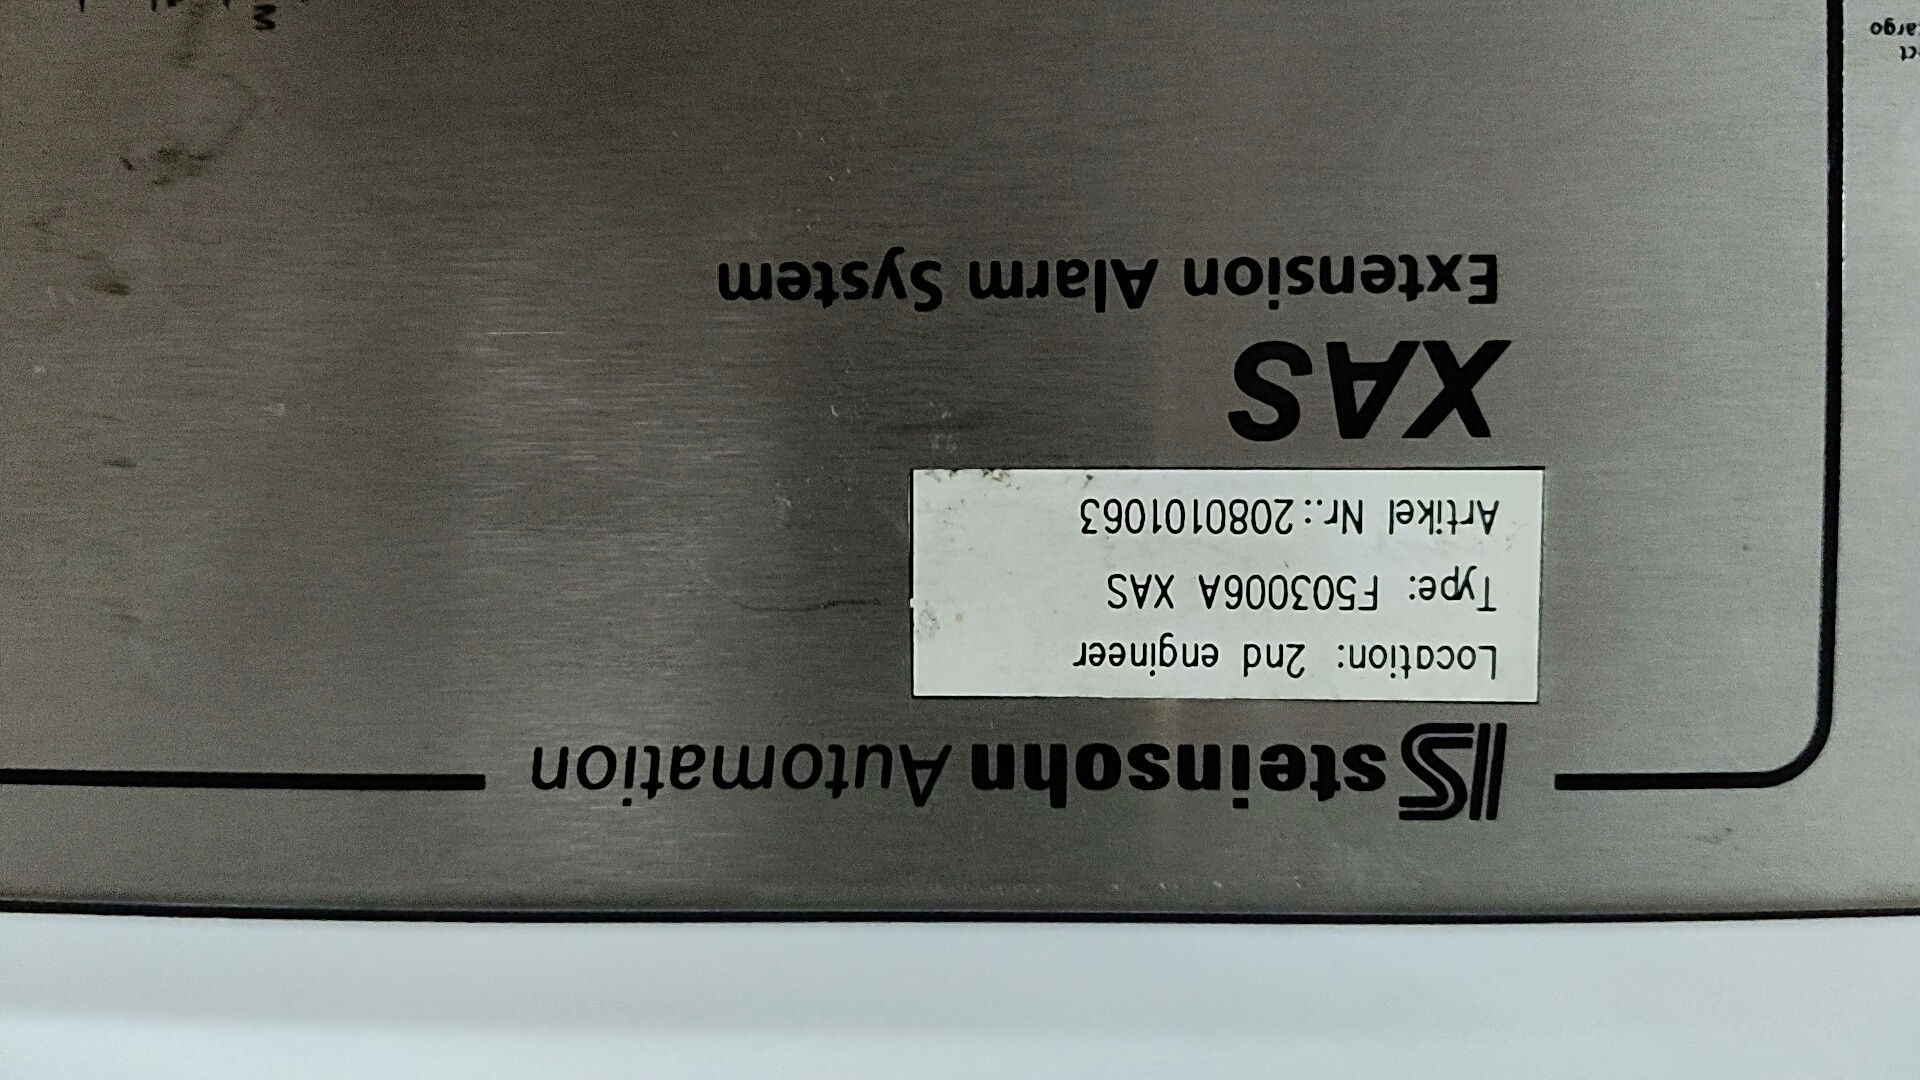 steinsohn Automation
Location: 2nd engineer
Type: F503006A XAS
Artikel Nr.:2080101063
XAS
Extension Alarm System